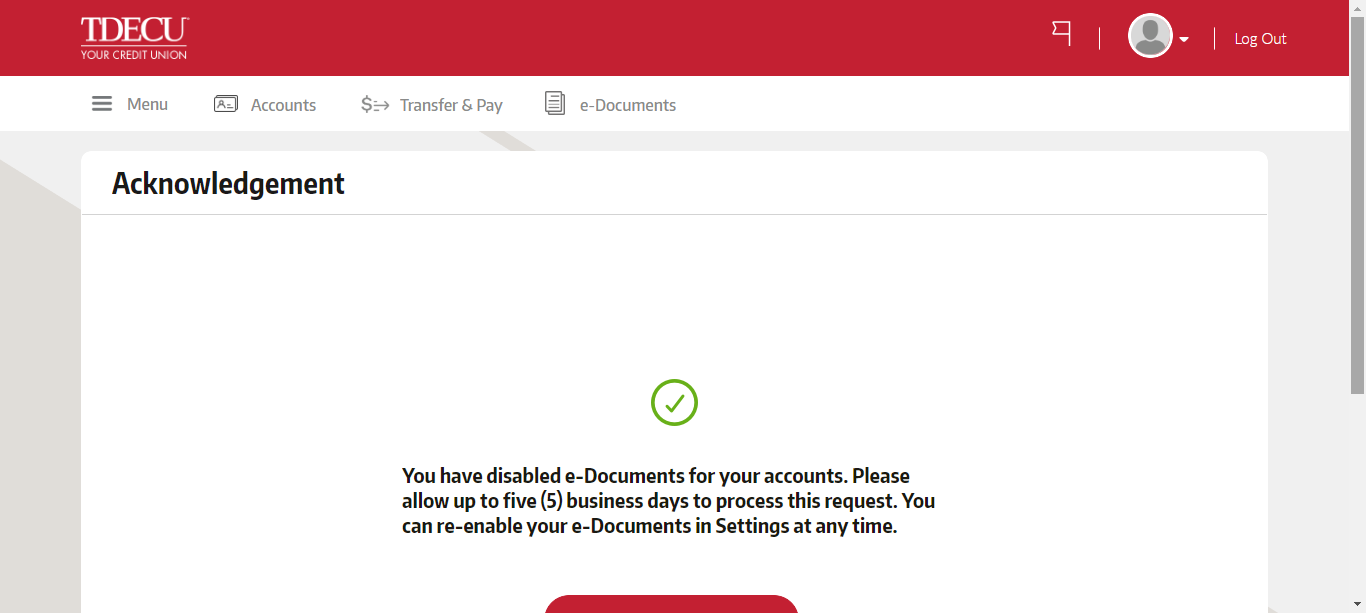 TDECU
YOUR CREDIT UNION
Log Out
Menu
Accounts
Transfer & Pay
e-Documents
Acknowledgement
You have disabled e-Documents for your accounts. Please
allow up to five (5) business days to process this request. You
can re-enable your e-Documents in Settings at any time.